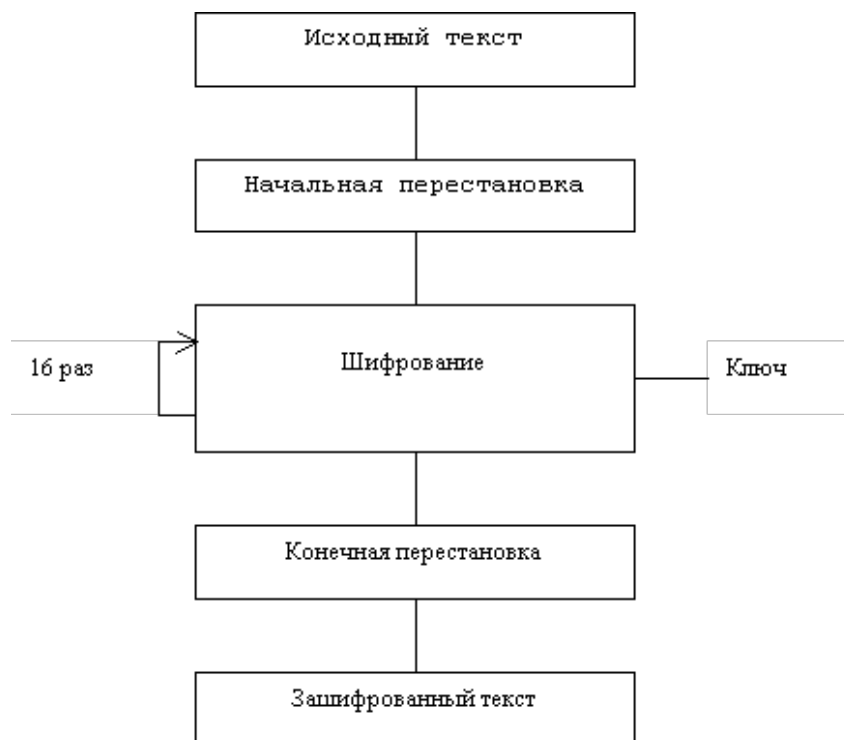 Исходный текст
Начальная перестановка
16 раз
Шифрование
Ключ
Конечная перестановка
Зашифрованный текст